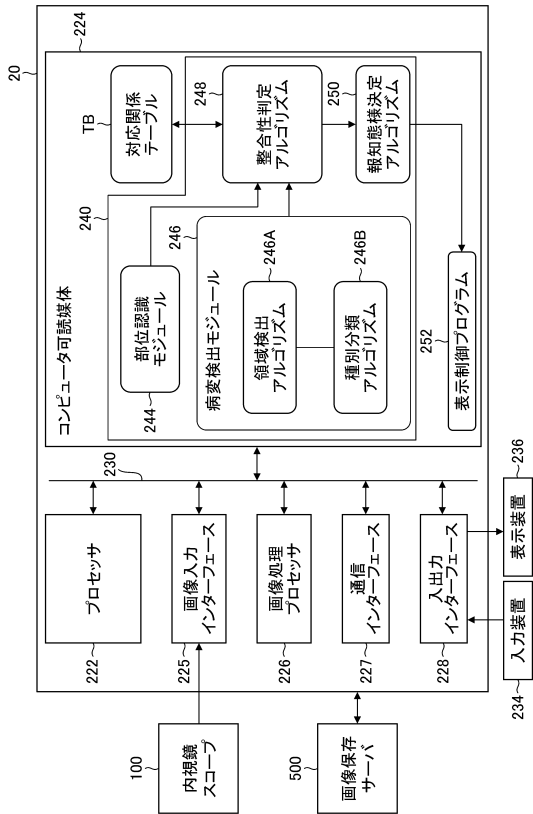 20
224
コンピュータ可読媒体
240
TB
対応関係
テーブル
部位認識
モジュール
244
248
整合性判定
アルゴリズム
246
病変検出モジュール
246A
領域検出
アルゴリズム
246B
種別分類
アルゴリズム
250
報知態様決定
アルゴリズム
252
表示制御プログラム
230
プロセッサ
222
画像入力
インターフェース
225
画像処理
プロセッサ
226
通信
インターフェース
227
入出力
インターフェース
228
100
内視鏡
スコープ
500
画像保存
サーバ
入力装置
234
表示装置
236